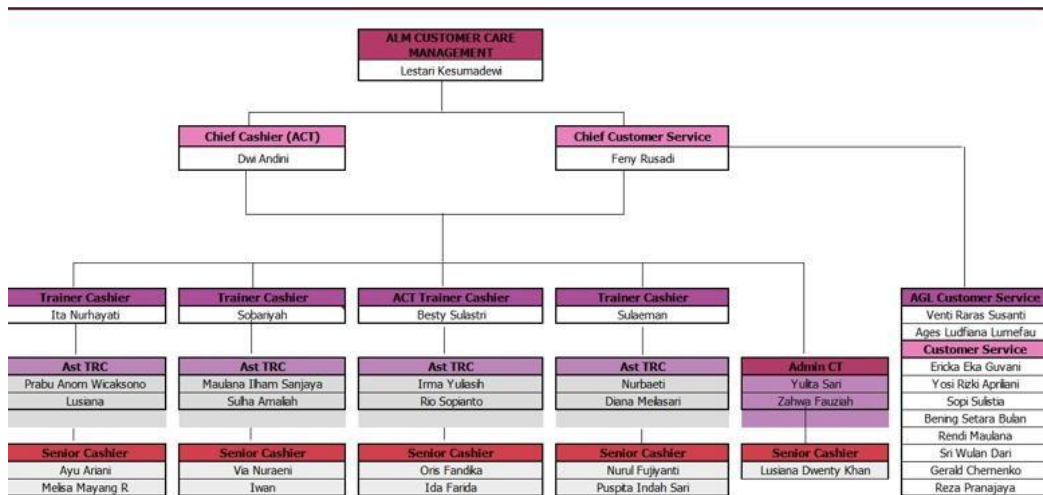 ALM CUSTOMER CARE
MANAGEMENT
Lestari Kesumadewi
Chief Cashier (ACT)
Dwi Andini
Chief Customer Service
Feny Rusadi
Trainer Cashier
Ita Nurhayati
Trainer Cashier
Sobariyah
ACT Trainer Cashier
Besty Sulastri
Trainer Cashier
Sulaeman
AGL Customer Service
Venti Raras Susanti
Ages Ludfiana Lumefau
Customer Service
Ericka Eka Guvani
Yosi Rizki Apriliani
Sopi Sulistia
Bening Setara Bulan
Rendi Maulana
Sri Wulan Dari
Gerald Chernenko
Reza Pranajaya
Ast TRC
Prabu Anom Wicaksono
Lusiana
Ast TRC
Maulana Ilham Sanjaya
Sulha Amaliah
Ast TRC
Irma Yuliasih
Rio Sopianto
Ast TRC
Nurbaeti
Diana Meilasari
Admin CT
Yulita Sari
Zahwa Fauziah
Senior Cashier
Ayu Ariani
Melisa Mayang R
Senior Cashier
Via Nuraeni
Iwan
Senior Cashier
Oris Fandika
Ida Farida
Senior Cashier
Nurul Fujiyanti
Puspita Indah Sari
Senior Cashier
Lusiana Dwenty Khan